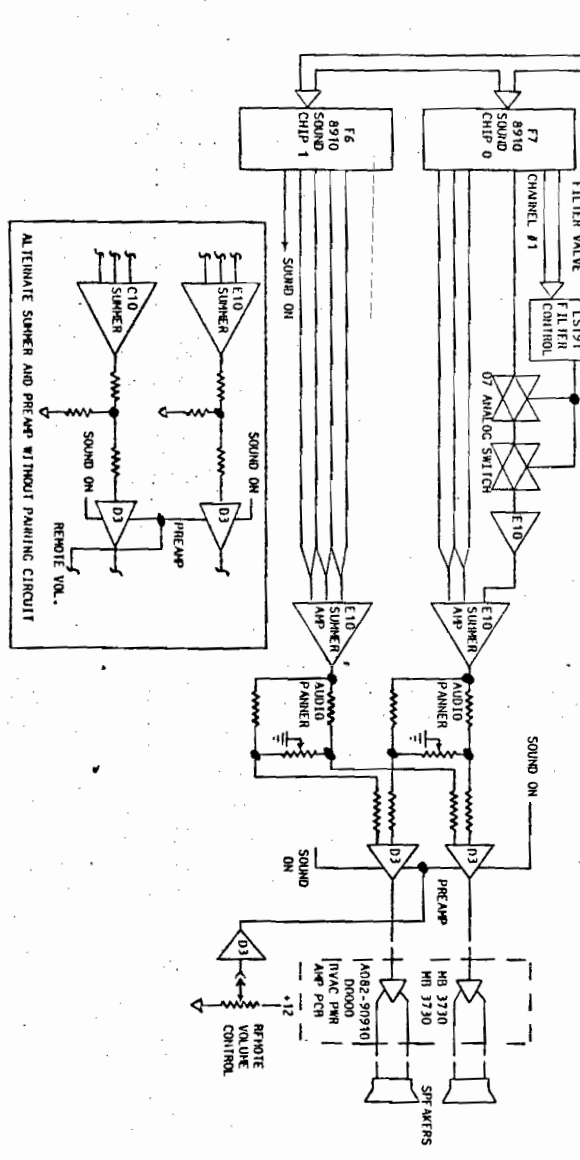 FILTER VALVE
LS191
FILTER
CONTROL
CHANNEL #1
F7
8910
SOUND
CHIP 0
F6
8910
SOUND
CHIP 1
SOUND ON
D7 ANALOG SWITCH
E10
E10
SUMMER
AMP
E10
SUMMER
AMP
AUDIO
PANNER
AUDIO
PANNER
SOUND ON
SOUND
ON
D3
D3
PREAMP
D3
+12
REMOTE
VOLUME
CONTROL
MB 3730
MB 3730
A082-90910
D0000
PWR
AMP PCB
SPEAKERS
E10
SUMMER
C10
SUMMER
SOUND ON
SOUND ON
D3
D3
PREAMP
REMOTE VOL.
ALTERNATE SUMMER AND PREAMP WITHOUT PANNING CIRCUIT